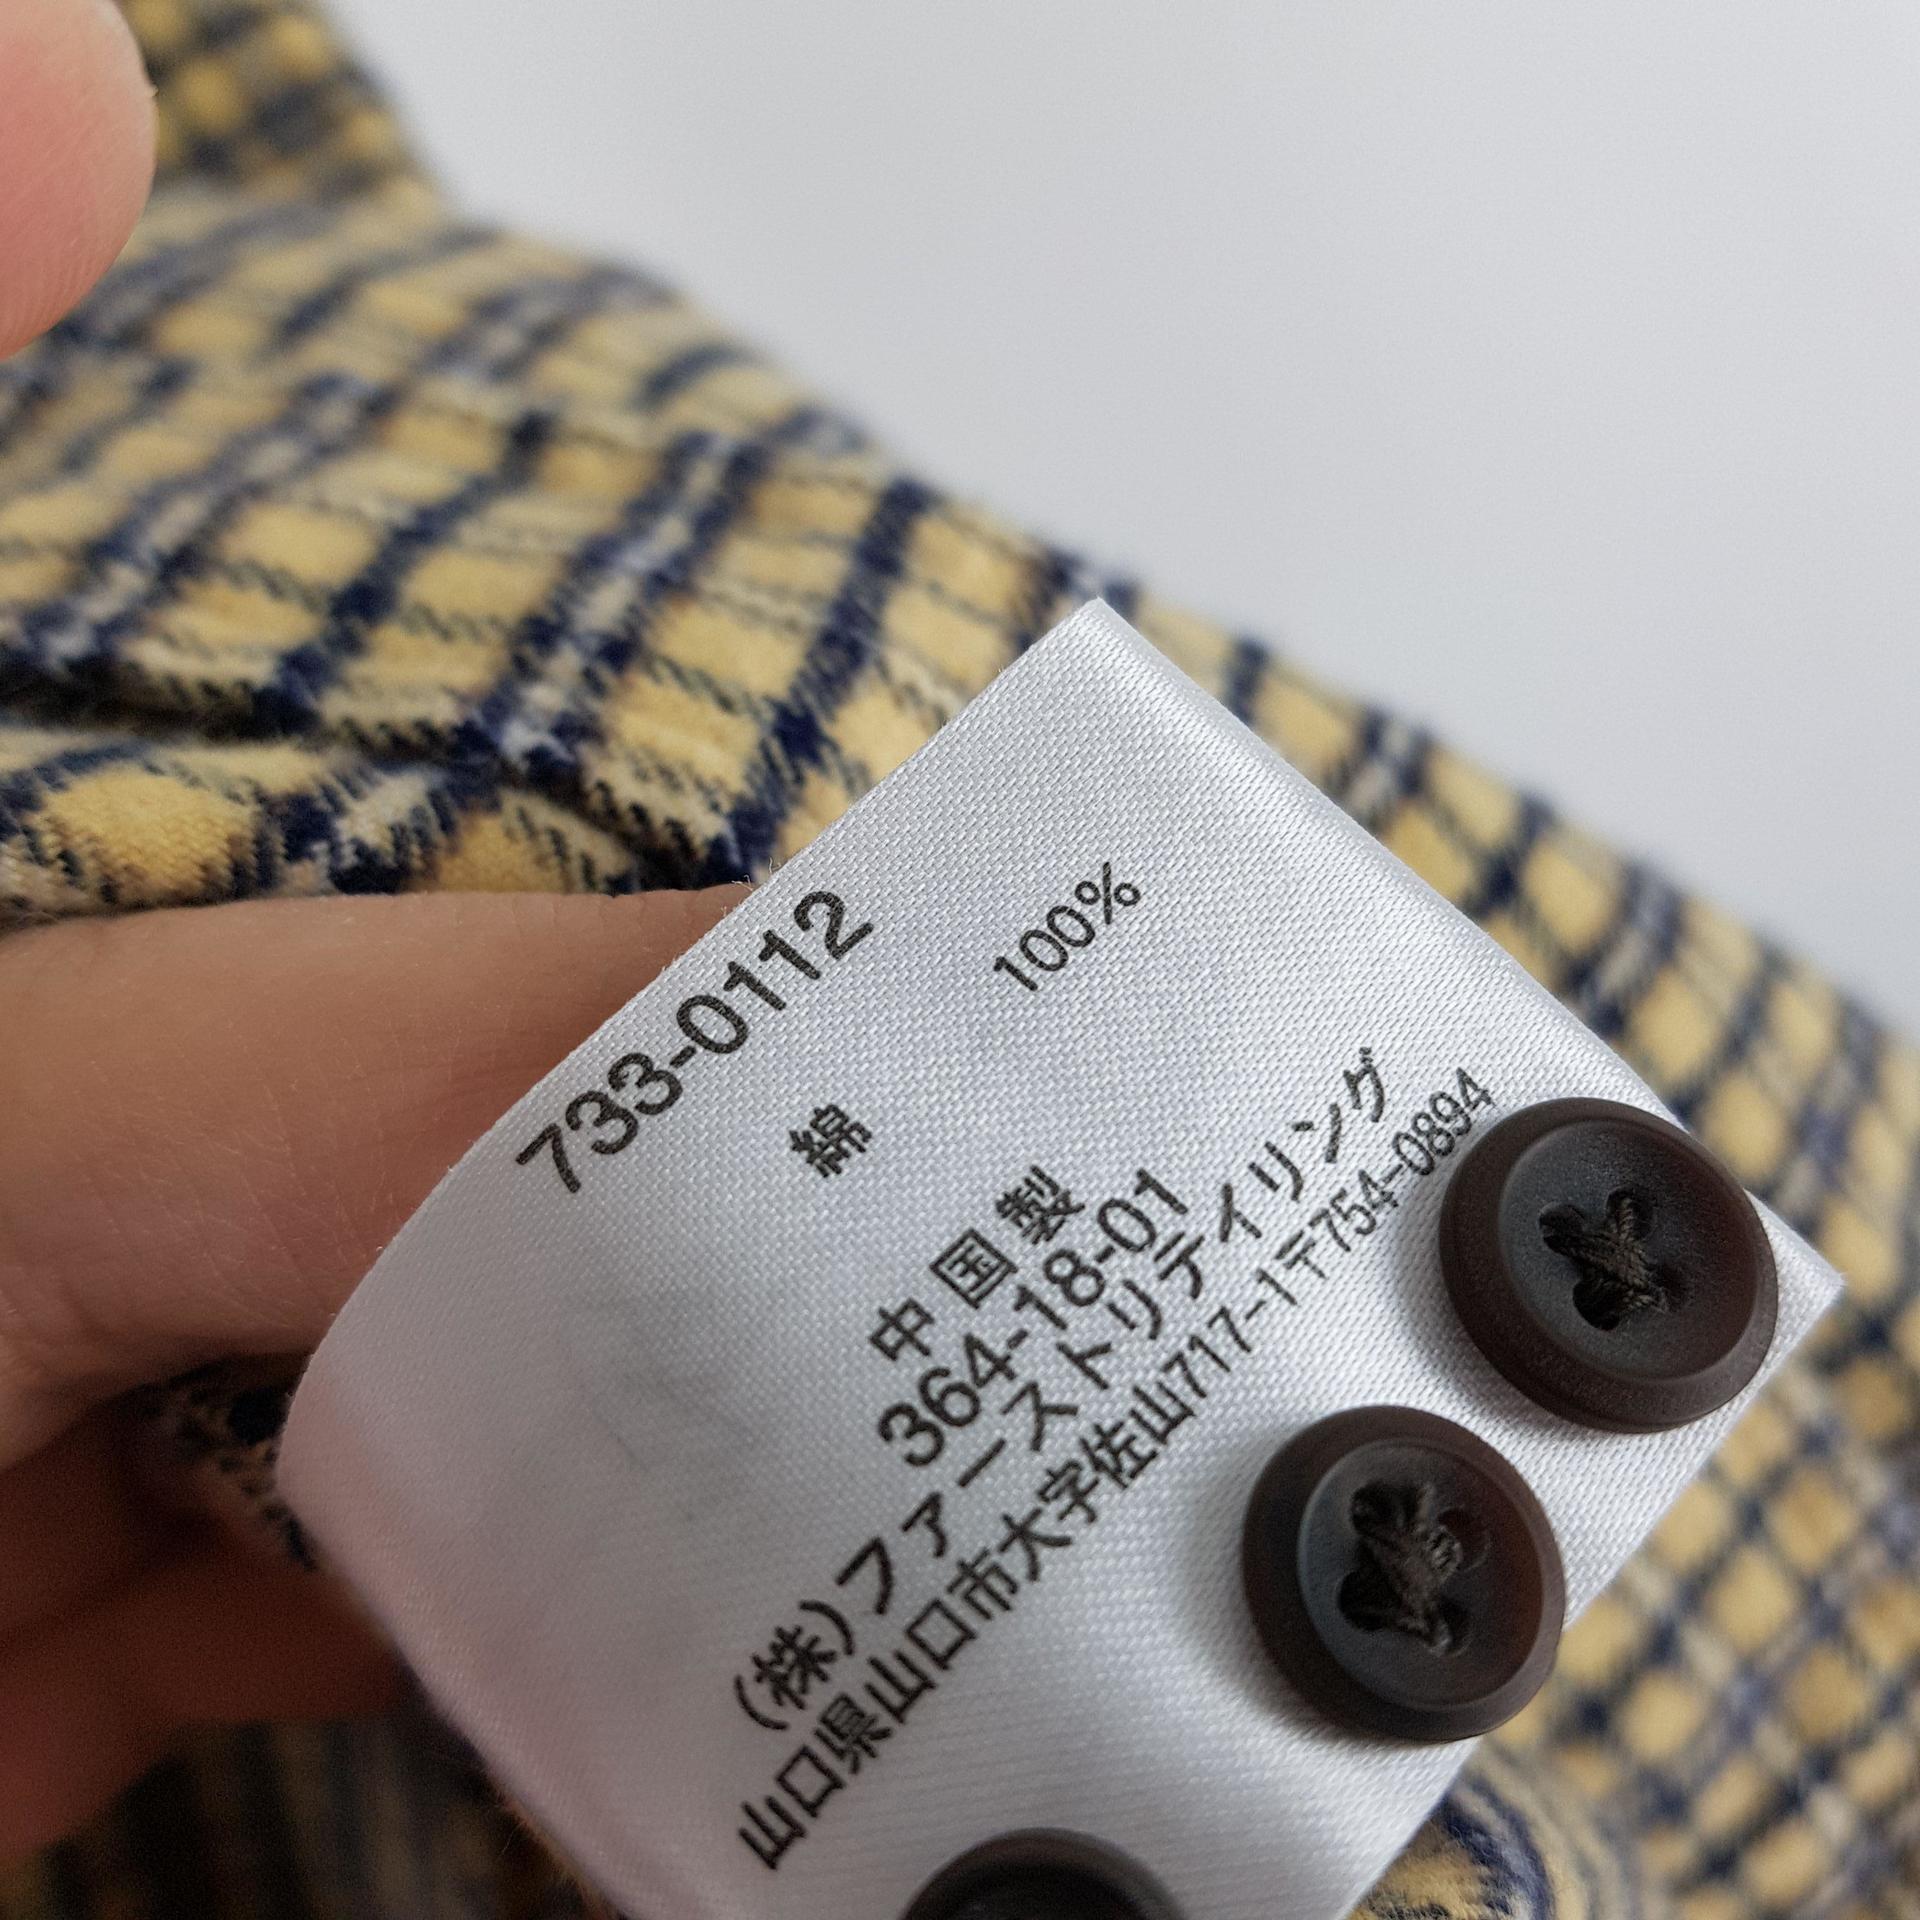 733-0112
綿 100%
中国製
364-18-01
(株)ファーストリテイリング
山口県山口市大字佐山717-1〒754-0894